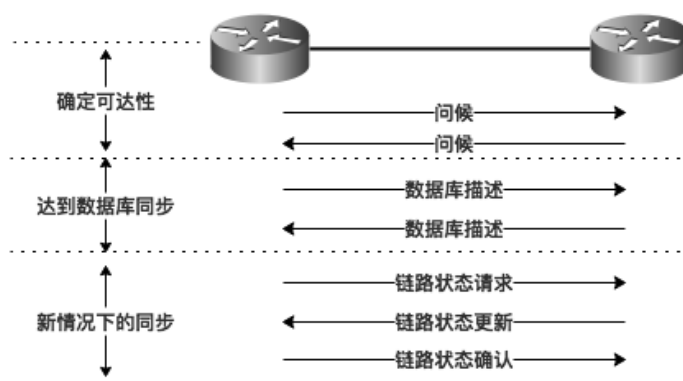 确定可达性
问候
问候
达到数据库同步
数据库描述
数据库描述
新情况下的同步
链路状态请求
链路状态更新
链路状态确认